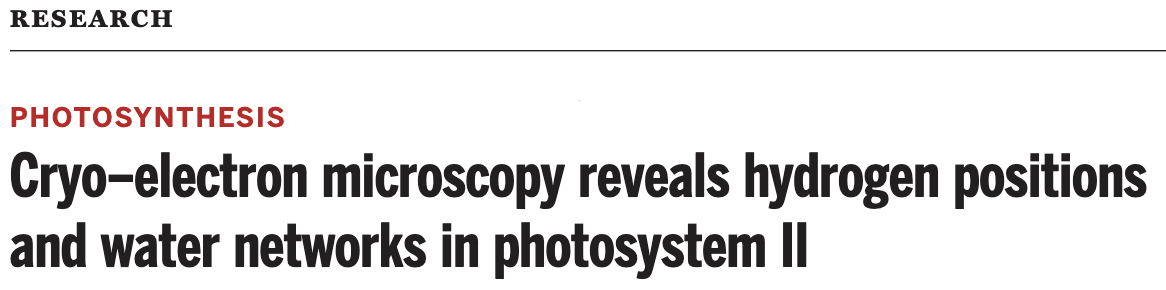 RESEARCH
PHOTOSYNTHESIS
Cryo–electron microscopy reveals hydrogen positions
and water networks in photosystem II